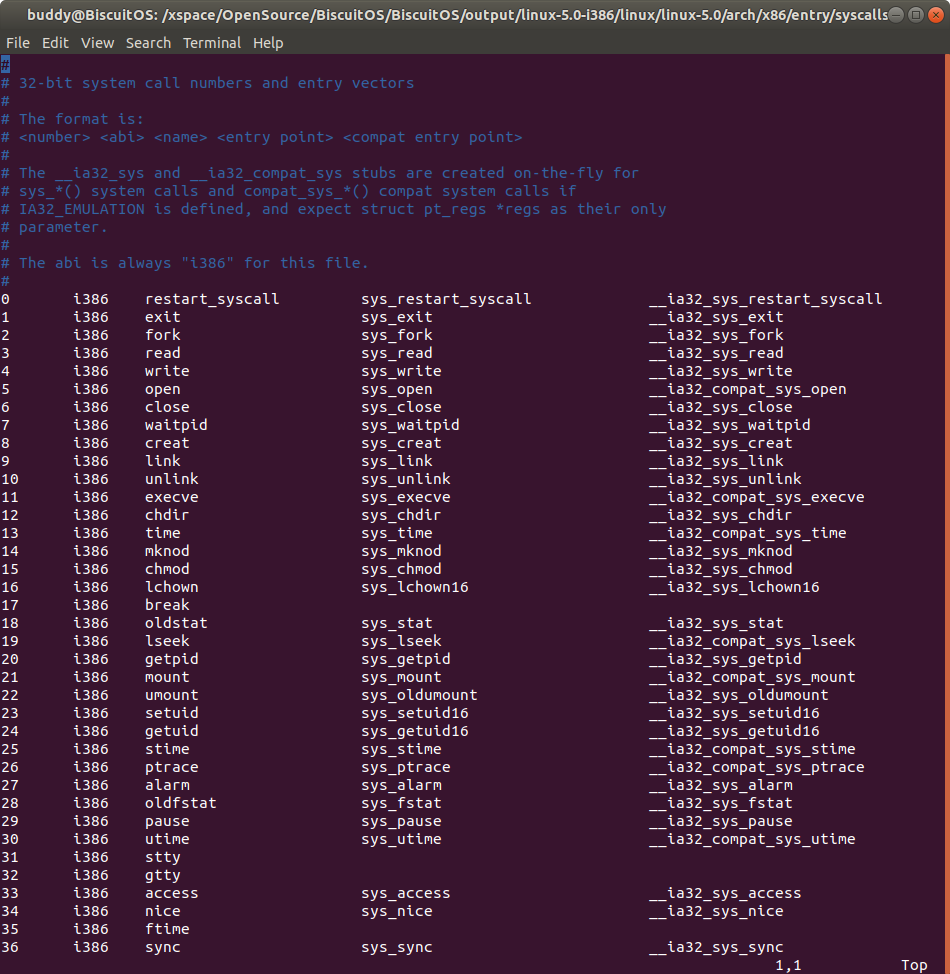 buddy@BiscuitOS: /xspace/OpenSource/BiscuitOS/BiscuitOS/output/linux-5.0-i386/linux/linux-5.0/arch/x86/entry/syscalls
File Edit View Search Terminal Help
#
# 32-bit system call numbers and entry vectors
#
# The format is:
# <number> <abi> <name> <entry point> <compat entry point>
#
# The __ia32_sys and __ia32_compat_sys stubs are created on-the-fly for
# sys_*() system calls and compat_sys_*() compat system calls if
# IA32_EMULATION is defined, and expect struct pt_regs *regs as their only
# parameter.
#
# The abi is always "i386" for this file.
#
0 i386 restart_syscall sys_restart_syscall __ia32_sys_restart_syscall
1 i386 exit sys_exit __ia32_sys_exit
2 i386 fork sys_fork __ia32_sys_fork
3 i386 read sys_read __ia32_sys_read
4 i386 write sys_write __ia32_sys_write
5 i386 open sys_open __ia32_compat_sys_open
6 i386 close sys_close __ia32_sys_close
7 i386 waitpid sys_waitpid __ia32_sys_waitpid
8 i386 creat sys_creat __ia32_sys_creat
9 i386 link sys_link __ia32_sys_link
10 i386 unlink sys_unlink __ia32_sys_unlink
11 i386 execve sys_execve __ia32_compat_sys_execve
12 i386 chdir sys_chdir __ia32_sys_chdir
13 i386 time sys_time __ia32_compat_sys_time
14 i386 mknod sys_mknod __ia32_sys_mknod
15 i386 chmod sys_chmod __ia32_sys_chmod
16 i386 lchown sys_lchown16 __ia32_sys_lchown16
17 i386 break
18 i386 oldstat sys_stat __ia32_sys_stat
19 i386 lseek sys_lseek __ia32_compat_sys_lseek
20 i386 getpid sys_getpid __ia32_sys_getpid
21 i386 mount sys_mount __ia32_compat_sys_mount
22 i386 umount sys_oldumount __ia32_sys_oldumount
23 i386 setuid sys_setuid16 __ia32_sys_setuid16
24 i386 getuid sys_getuid16 __ia32_sys_getuid16
25 i386 stime sys_stime __ia32_compat_sys_stime
26 i386 ptrace sys_ptrace __ia32_compat_sys_ptrace
27 i386 alarm sys_alarm __ia32_sys_alarm
28 i386 oldfstat sys_fstat __ia32_sys_fstat
29 i386 pause sys_pause __ia32_sys_pause
30 i386 utime sys_utime __ia32_compat_sys_utime
31 i386 stty
32 i386 gtty
33 i386 access sys_access __ia32_sys_access
34 i386 nice sys_nice __ia32_sys_nice
35 i386 ftime
36 i386 sync sys_sync __ia32_sys_sync
1,1 Top